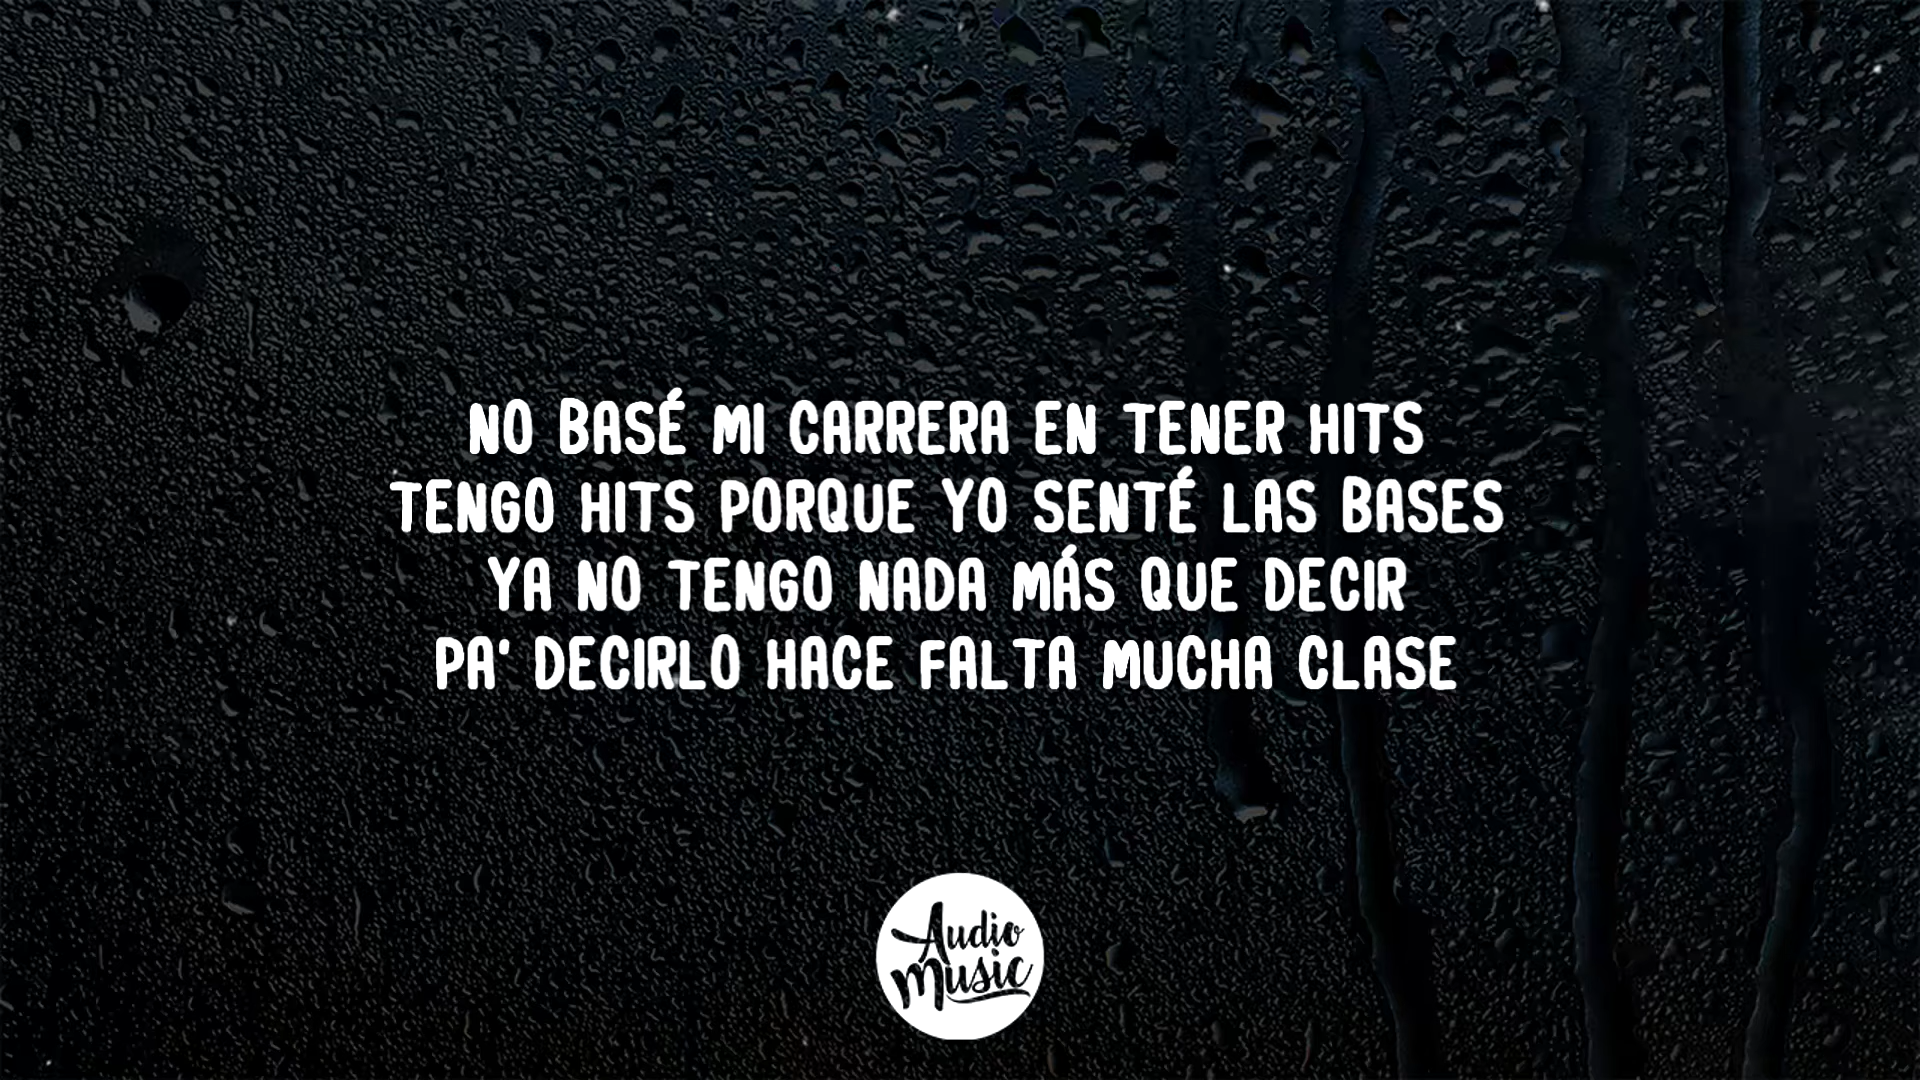 NO BASÉ MI CARRERA EN TENER HITS
TENGO HITS PORQUE YO SENTÉ LAS BASES
YA NO TENGO NADA MÁS QUE DECIR
PA' DECIRLO HACE FALTA MUCHA CLASE
Audio
Music